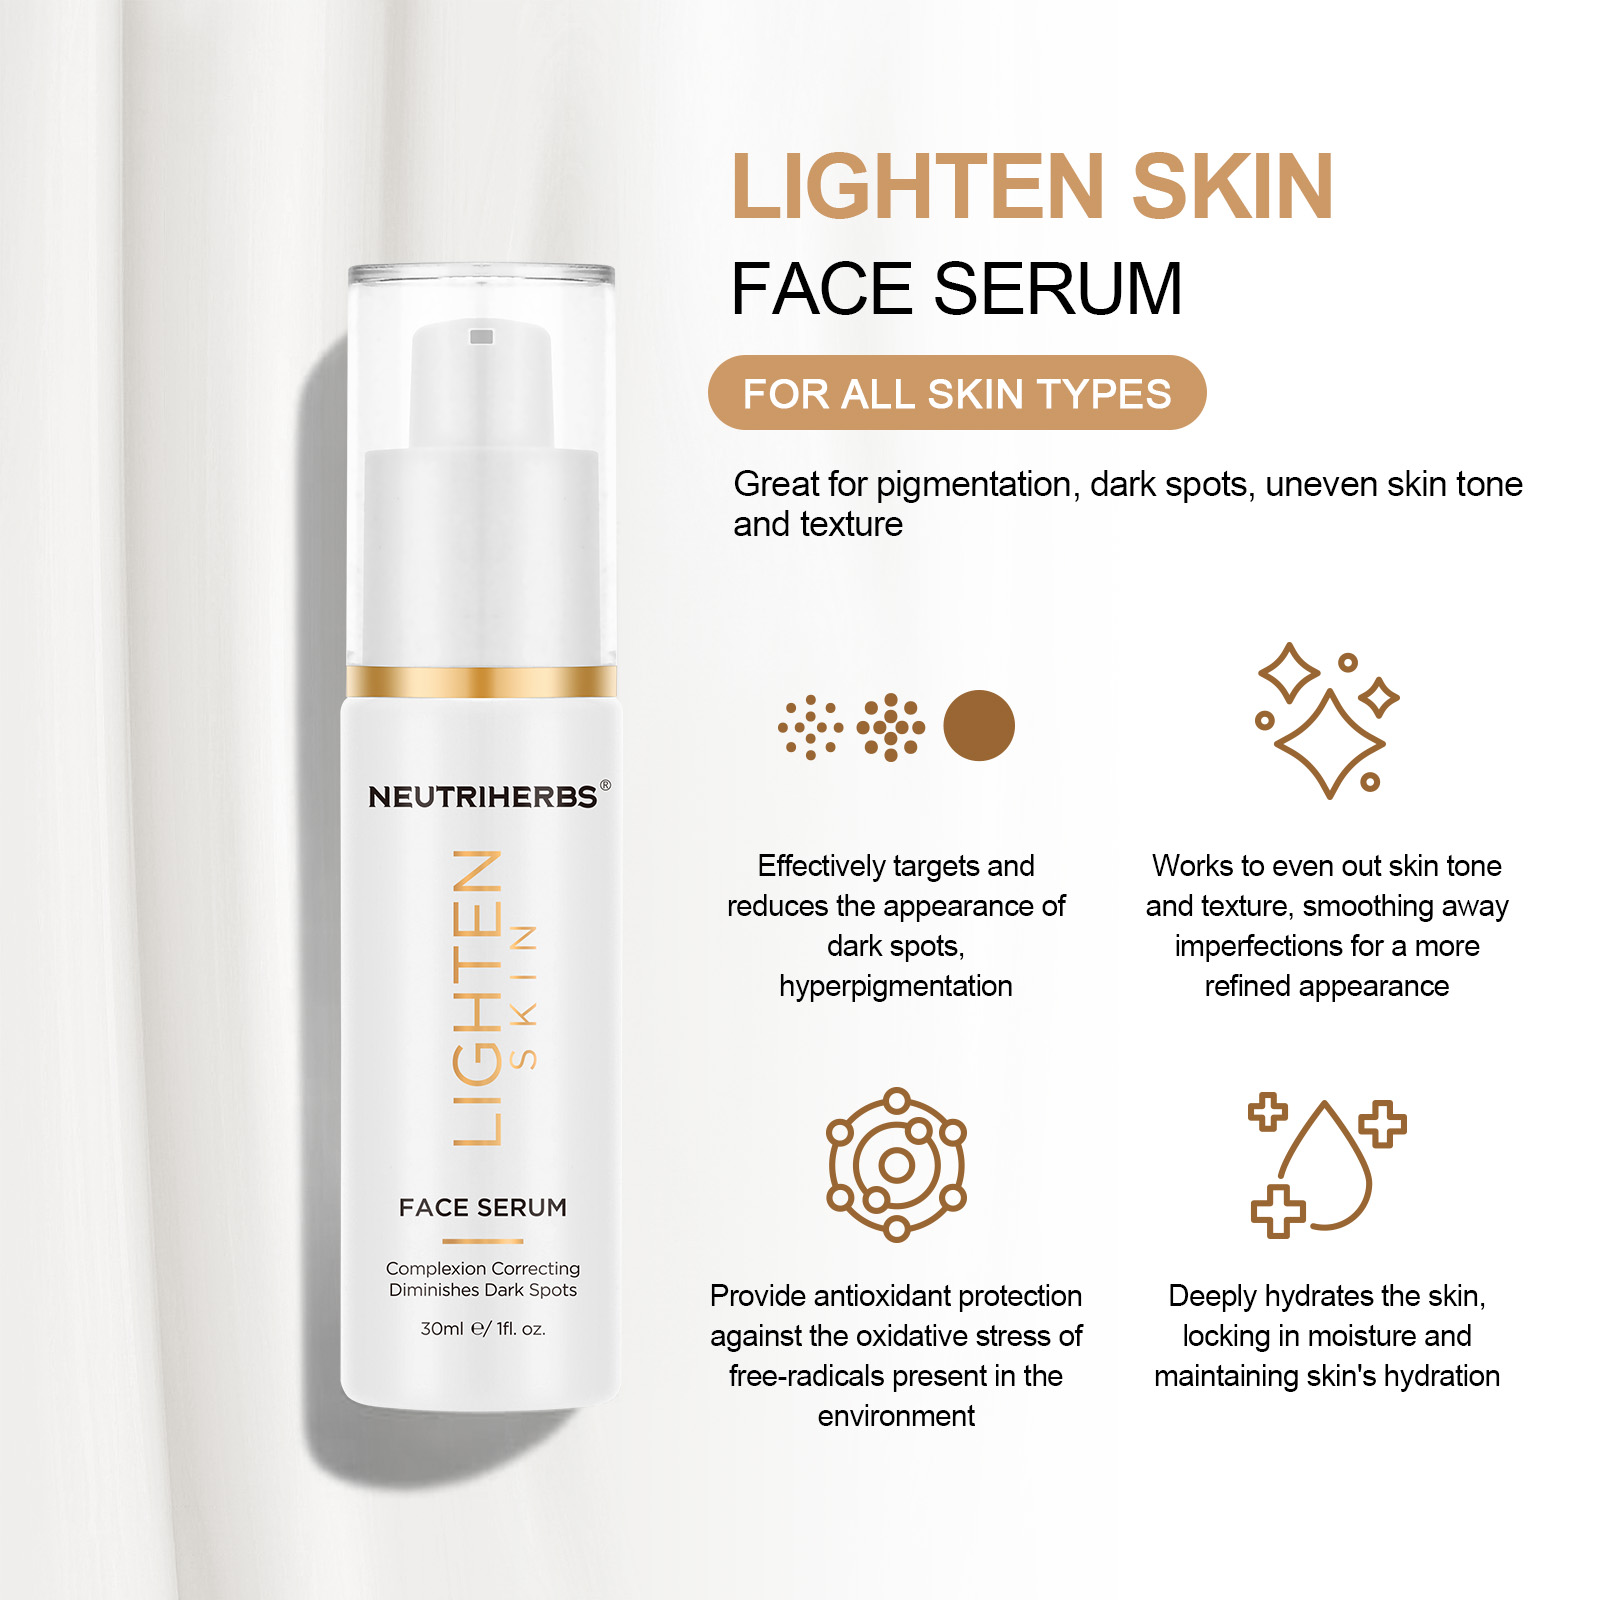 LIGHTEN SKIN
FACE SERUM
FOR ALL SKIN TYPES
Great for pigmentation, dark spots, uneven skin tone
and texture
NEUTRIHERBS®
LIGHTEN
SKIN
FACE SERUM
Complexion Correcting
Diminishes Dark Spots
30ml ℮/ 1fl. oz.
Effectively targets and
reduces the appearance of
dark spots,
hyperpigmentation
Works to even out skin tone
and texture, smoothing away
imperfections for a more
refined appearance
Provide antioxidant protection
against the oxidative stress of
free-radicals present in the
environment
Deeply hydrates the skin,
locking in moisture and
maintaining skin's hydration